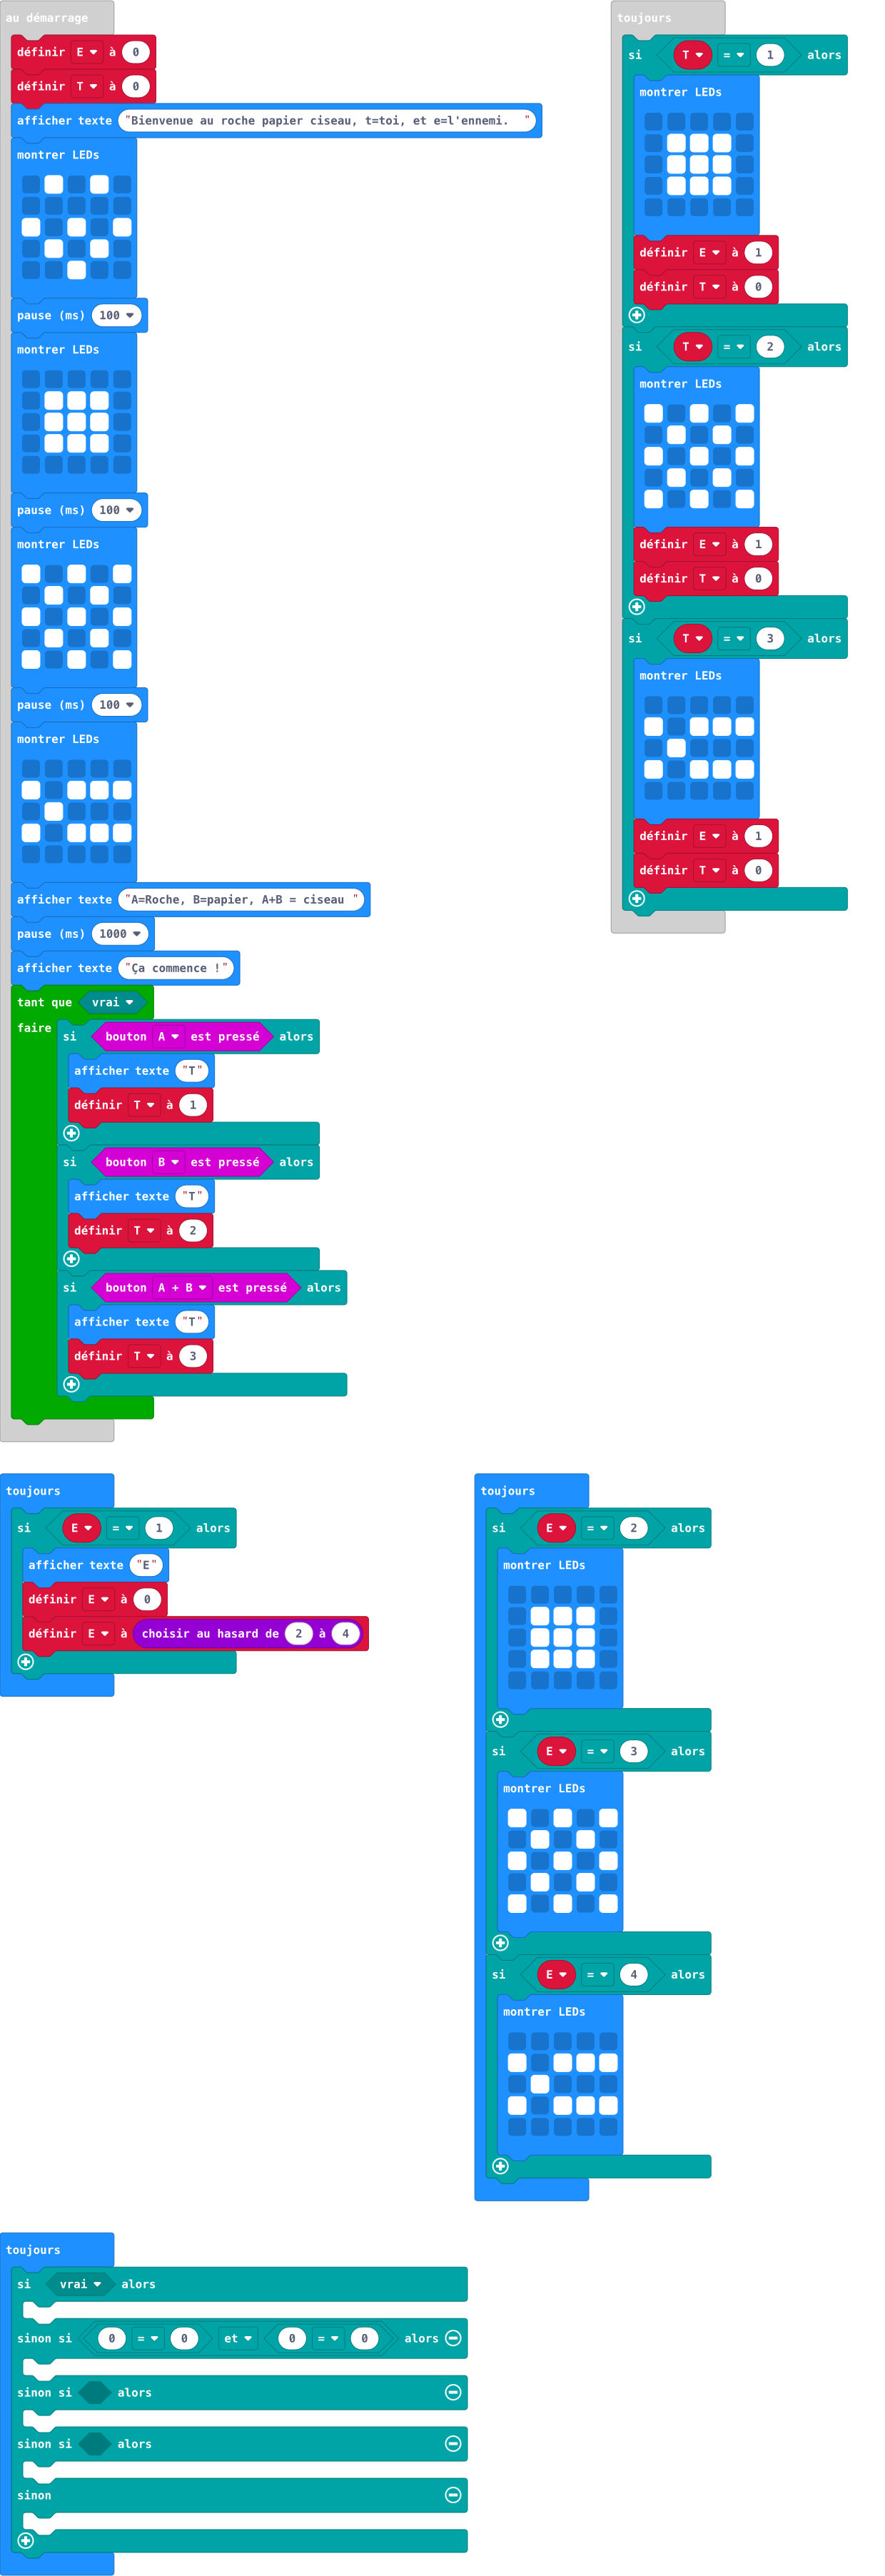 au démarrage
définir E à 0
définir T à 0
afficher texte "Bienvenue au roche papier ciseau, t=toi, et e=l'ennemi. "
montrer LEDs
pause (ms) 100
montrer LEDs
pause (ms) 100
montrer LEDs
pause (ms) 100
montrer LEDs
afficher texte "A=Roche, B=papier, A+B = ciseau "
pause (ms) 1000
afficher texte "Ça commence !"
tant que vrai
faire
si bouton A est pressé alors
afficher texte "T"
définir T à 1
si bouton B est pressé alors
afficher texte "T"
définir T à 2
si bouton A + B est pressé alors
afficher texte "T"
définir T à 3
toujours
si T = 1 alors
montrer LEDs
définir E à 1
définir T à 0
si T = 2 alors
montrer LEDs
définir E à 1
définir T à 0
si T = 3 alors
montrer LEDs
définir E à 1
définir T à 0
toujours
si E = 1 alors
afficher texte "E"
définir E à 0
définir E à choisir au hasard de 2 à 4
toujours
si E = 2 alors
montrer LEDs
si E = 3 alors
montrer LEDs
si E = 4 alors
montrer LEDs
toujours
si vrai alors
sinon si 0 = 0 et 0 = 0 alors
sinon si alors
sinon si alors
sinon